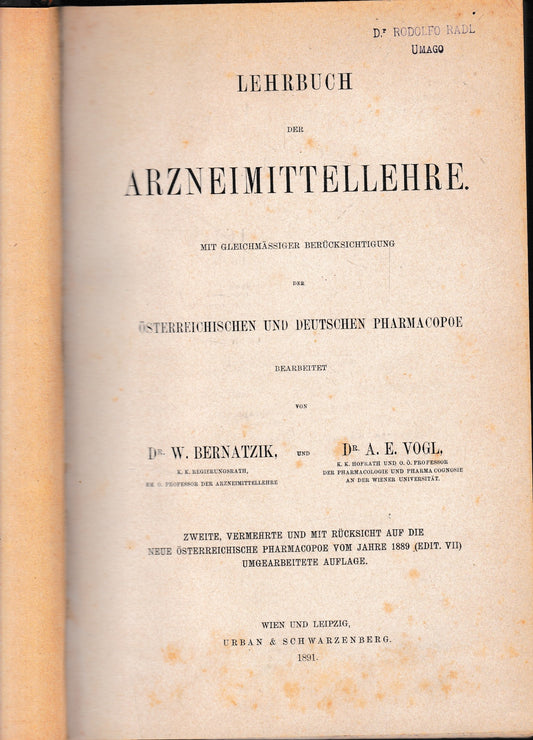 Dr RODOLFO RADL
UMAGO
LEHRBUCH
DER
ARZNEIMITTELLEHRE.
MIT GLEICHMÄSSIGER BERÜCKSICHTIGUNG
DER
ÖSTERREICHISCHEN UND DEUTSCHEN PHARMACOPOE
BEARBEITET
VON
DR. W. BERNATZIK, UND DR. A. E. VOGL,
K. K. REGIERUNGSRATH,
EM. O. PROFESSOR DER ARZNEIMITTELLEHRE
K. K. HOFRATH UND O. Ö. PROFESSOR
DER PHARMACOLOGIE UND PHARMACOGNOSIE
AN DER WIENER UNIVERSITÄT.
ZWEITE, VERMEHRTE UND MIT RÜCKSICHT AUF DIE
NEUE ÖSTERREICHISCHE PHARMACOPOE VOM JAHRE 1889 (EDIT. VII)
UMGEARBEITETE AUFLAGE.
WIEN UND LEIPZIG,
URBAN & SCHWARZENBERG.
1891.